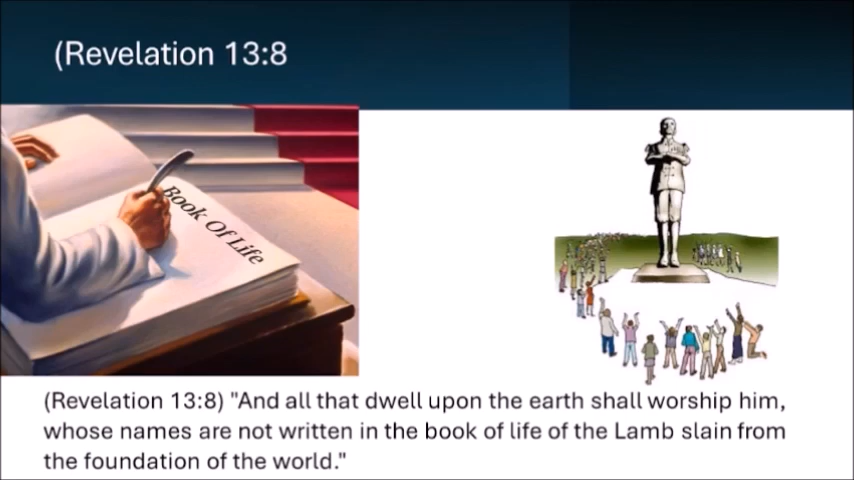 (Revelation 13:8
Book Of Life
(Revelation 13:8) "And all that dwell upon the earth shall worship him,
whose names are not written in the book of life of the Lamb slain from
the foundation of the world."